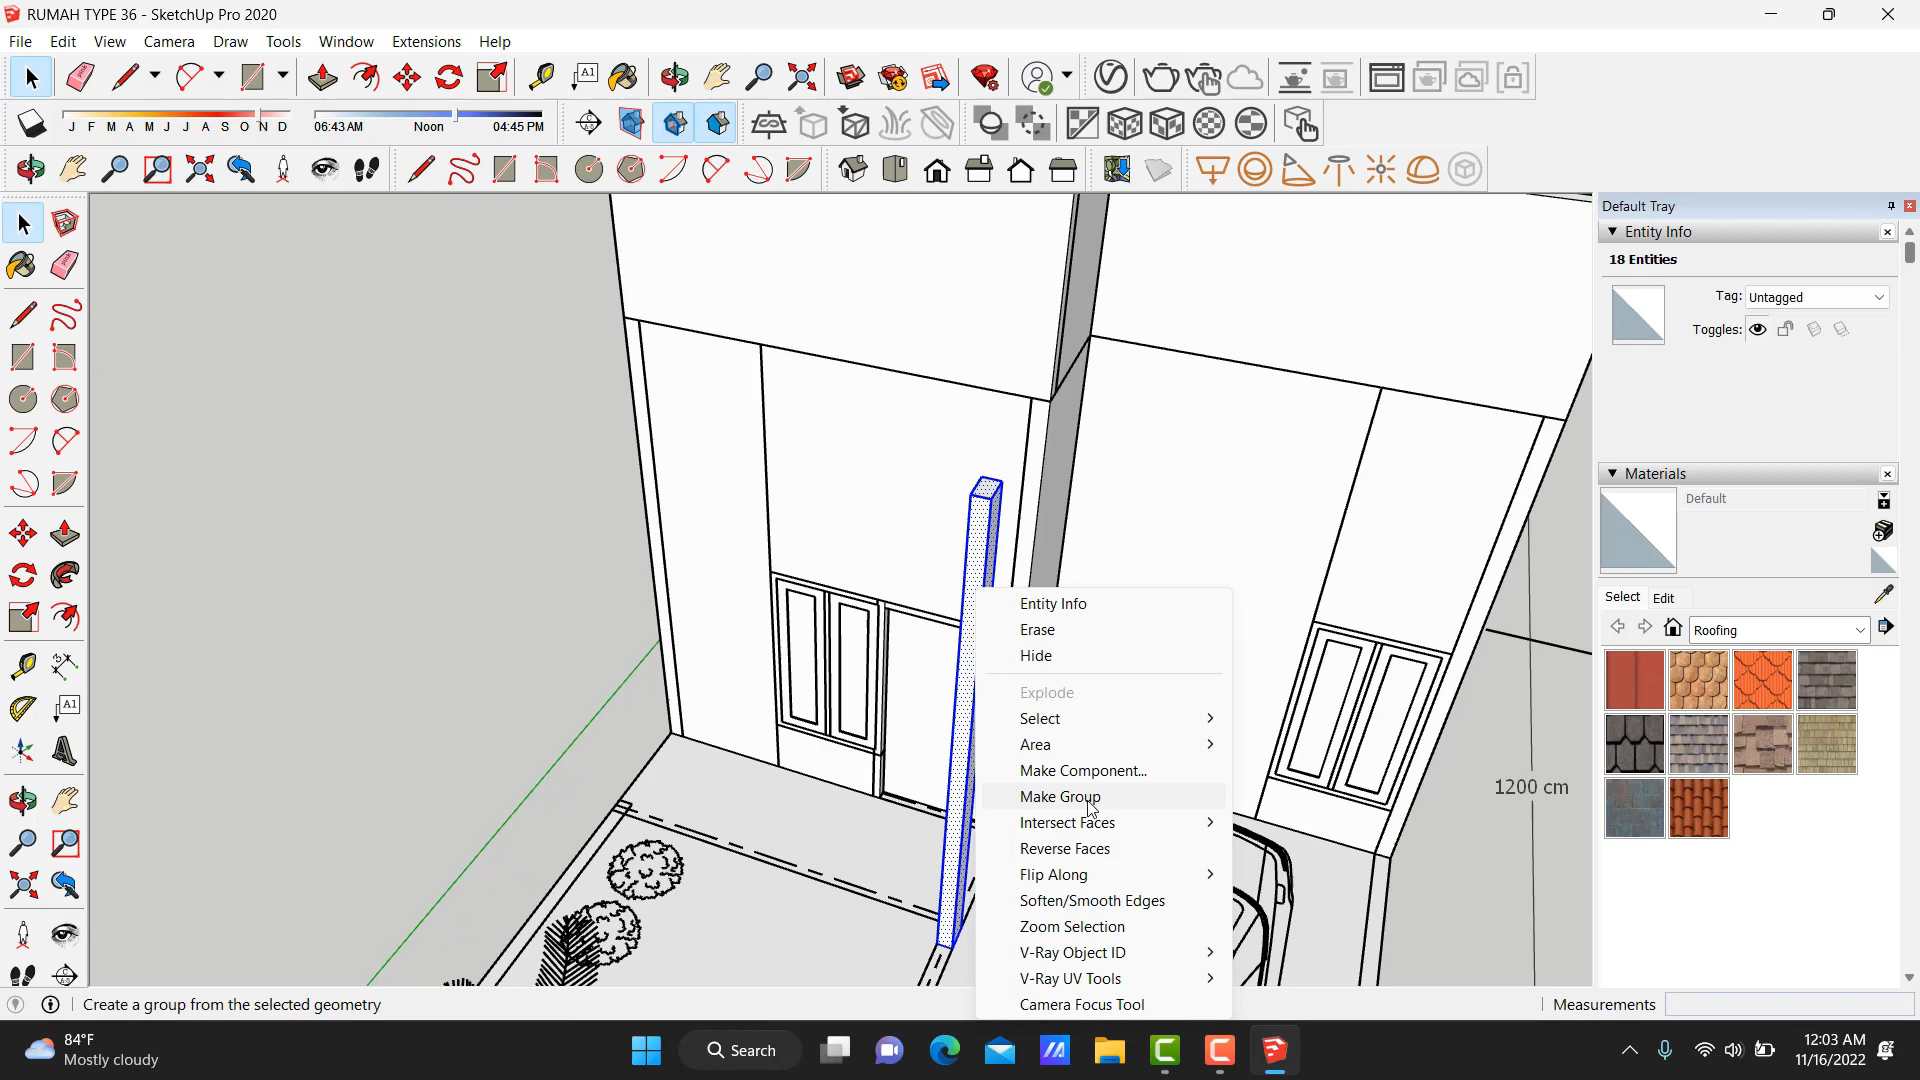 RUMAH TYPE 36 - SketchUp Pro 2020
File Edit View Camera Draw Tools Window Extensions Help
A1
J F M A M J J A S O N D
06:43 AM Noon 04:45 PM
Default Tray
Entity Info
18 Entities
Tag: Untagged
Toggles:
Materials
Default
Select Edit
Roofing
Entity Info
Erase
Hide
Explode
Select
Area
Make Component...
Make Group
Intersect Faces
Reverse Faces
Flip Along
Soften/Smooth Edges
Zoom Selection
V-Ray Object ID
V-Ray UV Tools
Camera Focus Tool
1200 cm
A1
Create a group from the selected geometry
Measurements
84°F
Mostly cloudy
Search
12:03 AM
11/16/2022